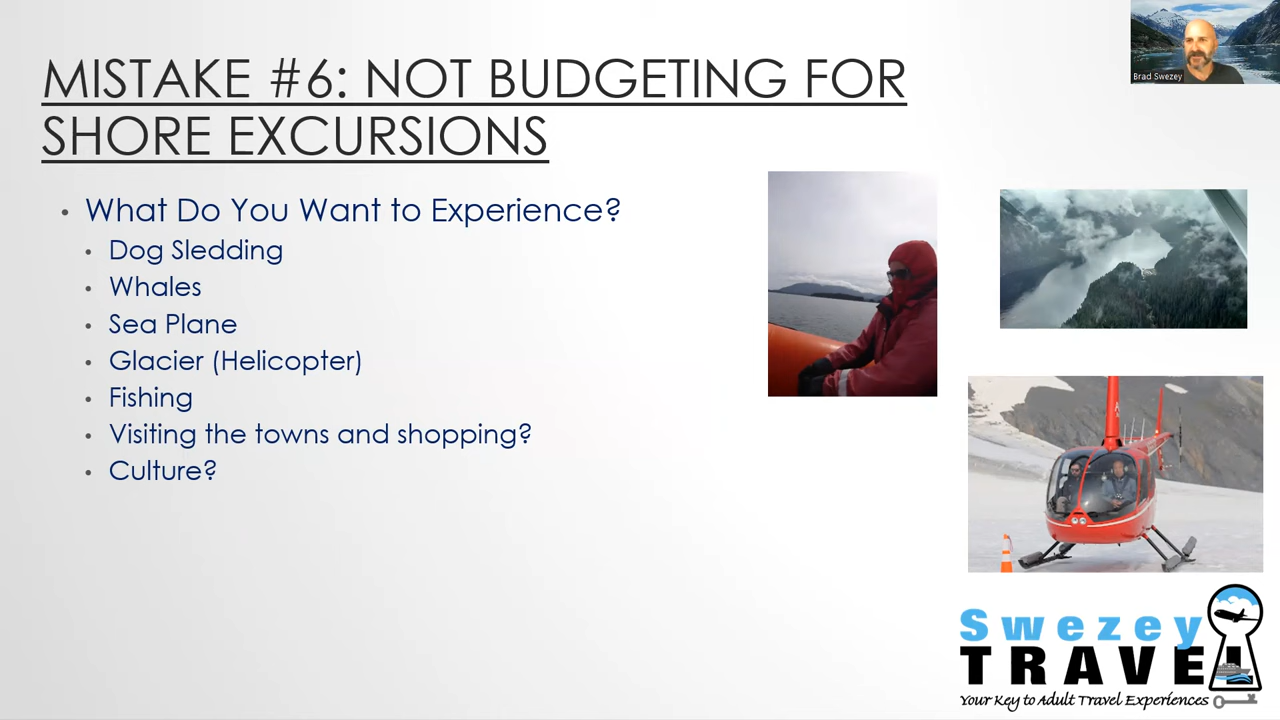 MISTAKE #6: NOT BUDGETING FOR
SHORE EXCURSIONS
Brad Swezey
• What Do You Want to Experience?
• Dog Sledding
• Whales
• Sea Plane
• Glacier (Helicopter)
• Fishing
• Visiting the towns and shopping?
• Culture?
Swezey
TRAVEL
Your Key to Adult Travel Experiences